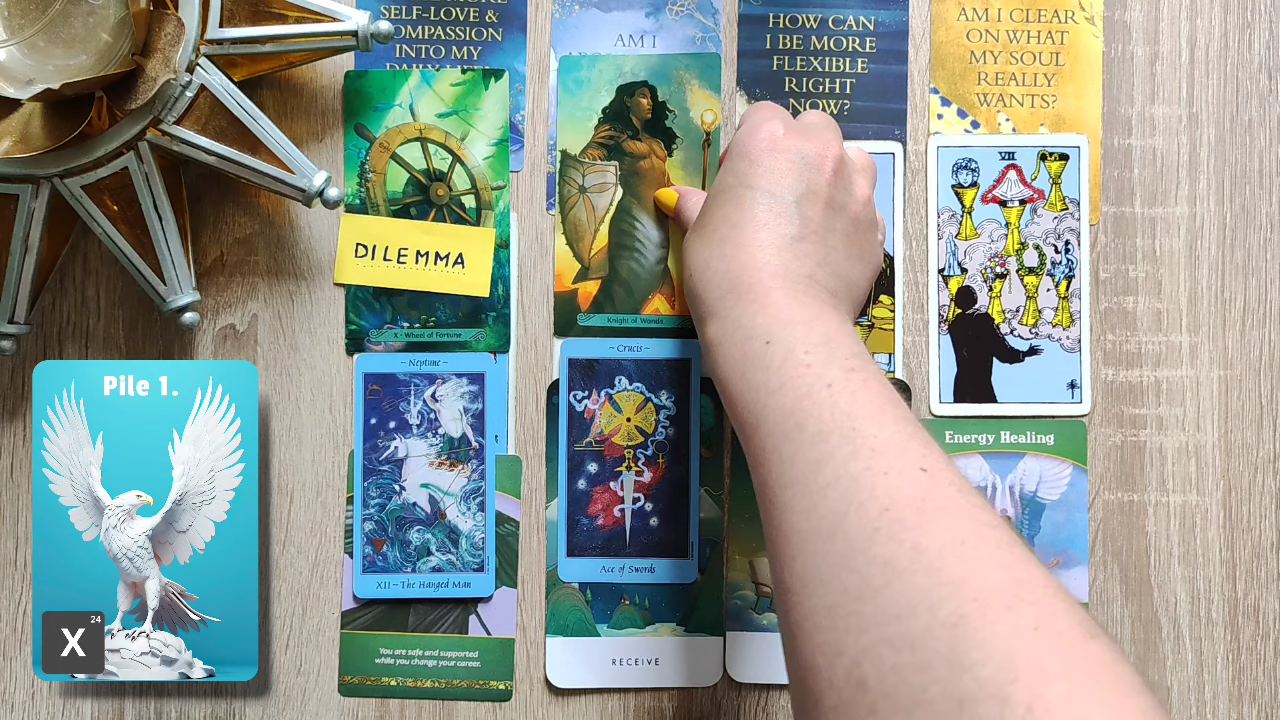 SELF-LOVE &
COMPASSION
INTO MY
DAILY LIFE?
AM I
HOW CAN
I BE MORE
FLEXIBLE
RIGHT
NOW?
AM I CLEAR
ON WHAT
MY SOUL
REALLY
WANTS?
DILEMMA
X • Wheel of Fortune
Knight of Wands
VII
~ Neptune ~
XII ~ The Hanged Man
~ Crucis ~
Ace of Swords
Energy Healing
You are safe and supported
while you change your career.
RECEIVE
Pile 1.
X 24